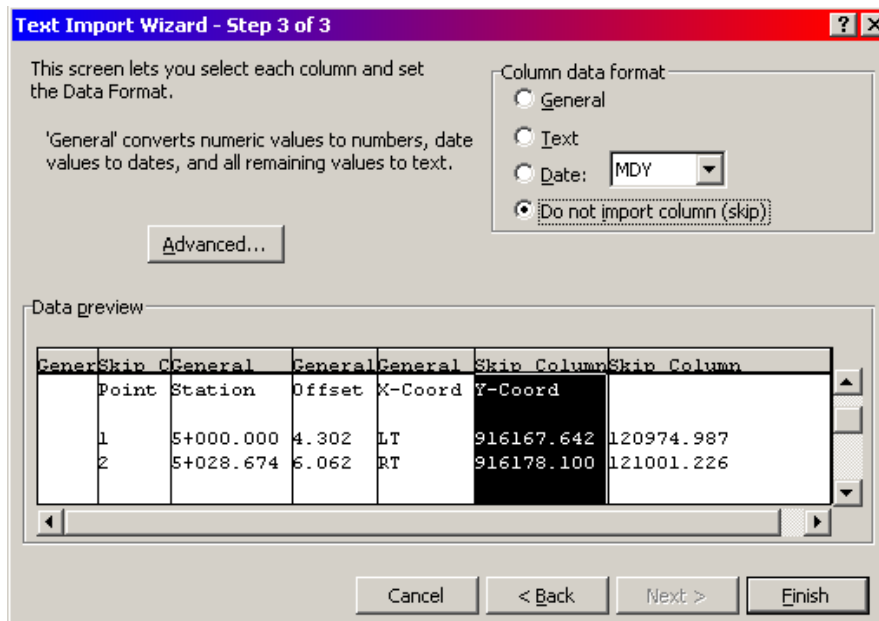 Text Import Wizard - Step 3 of 3
This screen lets you select each column and set
the Data Format.
'General' converts numeric values to numbers, date
values to dates, and all remaining values to text.
Advanced...
Column data format
General
Text
Date: MDY
Do not import column (skip)
Data preview
Gener Skip C General General General Skip Column Skip Column
Point Station Offset X-Coord Y-Coord
1 5+000.000 4.302 LT 916167.642 120974.987
2 5+028.674 6.062 RT 916178.100 121001.226
Cancel < Back Next > Finish